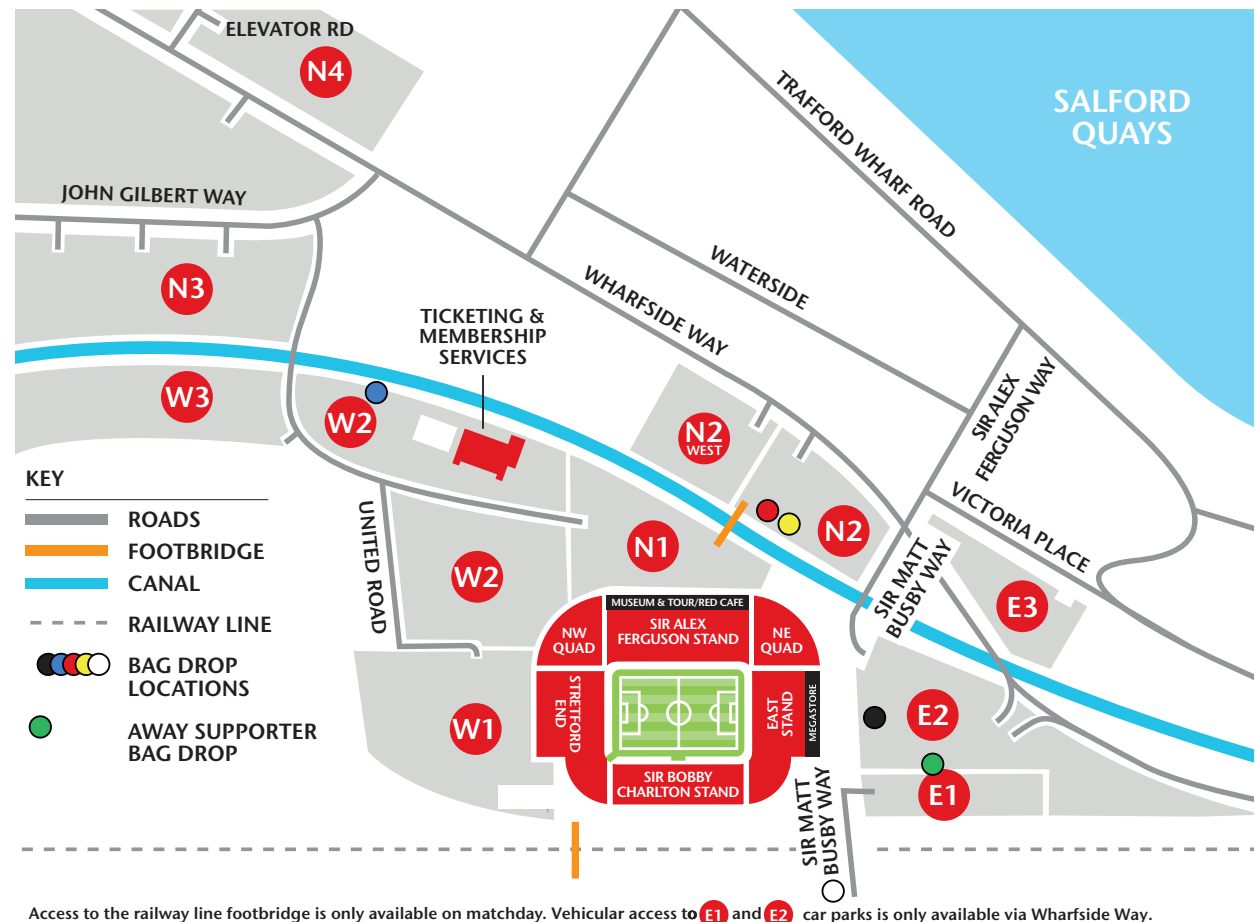 ELEVATOR RD
N4
SALFORD
QUAYS
TRAFFORD WHARF ROAD
JOHN GILBERT WAY
WATERSIDE
WHARFSIDE WAY
N3
TICKETING &
MEMBERSHIP
SERVICES
SIR ALEX
FERGUSON WAY
W3
W2
N2
WEST
VICTORIA PLACE
KEY
ROADS
FOOTBRIDGE
CANAL
RAILWAY LINE
BAG DROP
LOCATIONS
AWAY SUPPORTER
BAG DROP
UNITED ROAD
N1
N2
W2
SIR MATT
BUSBY WAY
E3
MUSEUM & TOUR/RED CAFE
NW
QUAD
SIR ALEX
FERGUSON STAND
NE
QUAD
W1
STRETFORD
END
EAST
STAND
MEGASTORE
E2
SIR BOBBY
CHARLTON STAND
E1
SIR MATT
BUSBY WAY
Access to the railway line footbridge is only available on matchday. Vehicular access to E1 and E2 car parks is only available via Wharfside Way.